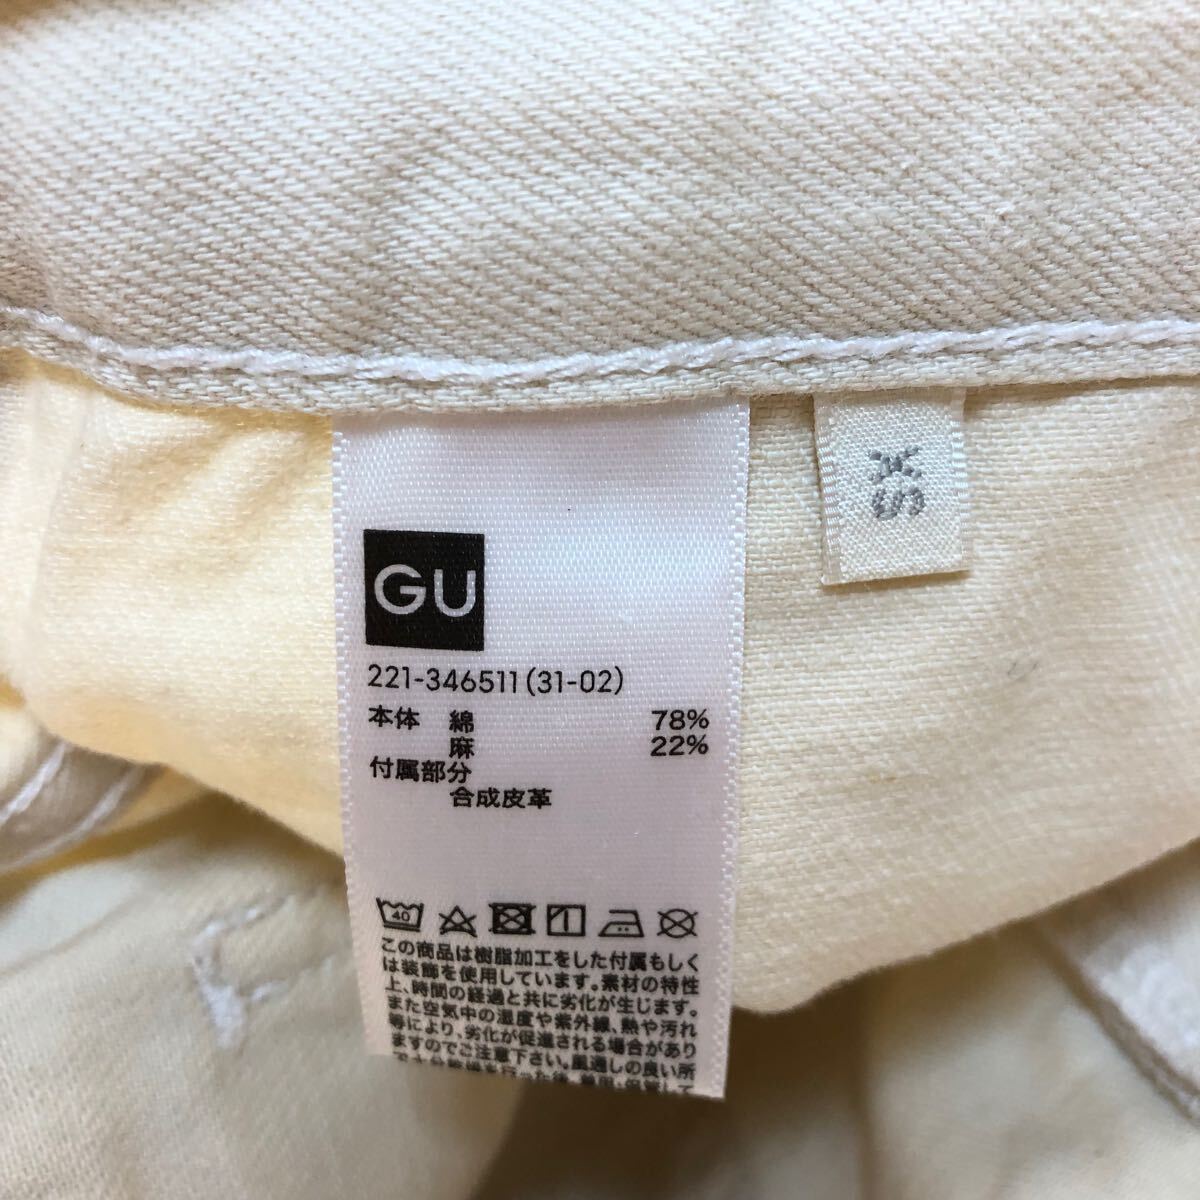 GU
221-346511(31-02)
本体 綿 78%
麻 22%
付属部分
合成皮革
40
この商品は樹脂加工をした付属もしく
は装飾を使用しています。素材の特性
上、時間の経過と共に劣化が生じます。
また空気中の湿度や紫外線、熱や汚れ
等により、劣化が促進される場合があり
ますのでご注意下さい。風通しの良い所
XS